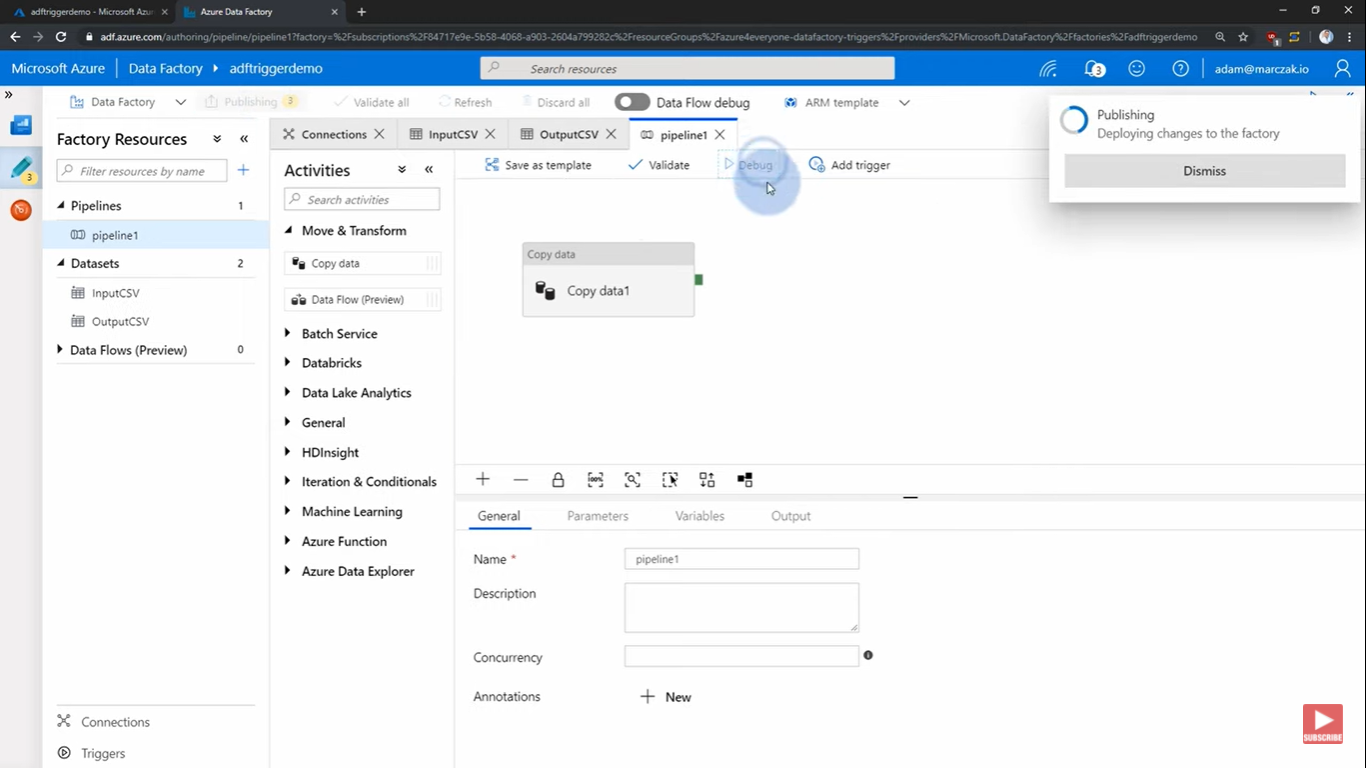 adftriggerdemo - Microsoft Azur
Azure Data Factory
adf.azure.com/authoring/pipeline/pipeline1?factory=%2Fsubscriptions%2F84717e9e-5b58-4068-a903-2604a799282c%2FresourceGroups%2Fazure4everyone-datafactory-triggers%2Fproviders%2FMicrosoft.DataFactory%2Ffactories%2Fadftriggerdemo
1
Microsoft Azure
Data Factory
adftriggerdemo
Search resources
3
adam@marczak.io
Data Factory
Publishing 3
Validate all
Refresh
Discard all
Data Flow debug
ARM template
Publishing
Deploying changes to the factory
Dismiss
3
Factory Resources
Filter resources by name
Pipelines 1
pipeline1
Datasets 2
InputCSV
OutputCSV
Data Flows (Preview) 0
Connections
Triggers
Connections
InputCSV
OutputCSV
pipeline1
Activities
Search activities
Move & Transform
Copy data
Data Flow (Preview)
Batch Service
Databricks
Data Lake Analytics
General
HDInsight
Iteration & Conditionals
Machine Learning
Azure Function
Azure Data Explorer
Save as template
Validate
Debug
Add trigger
Copy data
Copy data1
100%
General
Parameters
Variables
Output
Name *
pipeline1
Description
Concurrency
Annotations
New
SUBSCRIBE